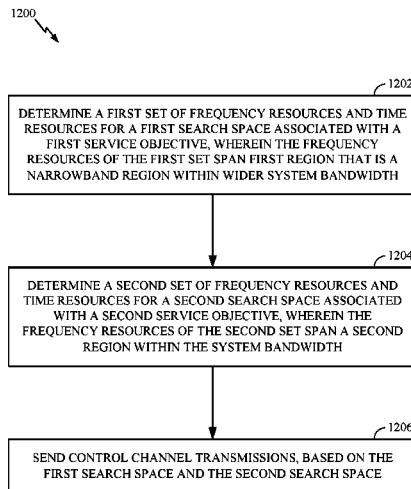 1200
1202
DETERMINE A FIRST SET OF FREQUENCY RESOURCES AND TIME
RESOURCES FOR A FIRST SEARCH SPACE ASSOCIATED WITH A
FIRST SERVICE OBJECTIVE, WHEREIN THE FREQUENCY
RESOURCES OF THE FIRST SET SPAN FIRST REGION THAT IS A
NARROWBAND REGION WITHIN WIDER SYSTEM BANDWIDTH
1204
DETERMINE A SECOND SET OF FREQUENCY RESOURCES AND
TIME RESOURCES FOR A SECOND SEARCH SPACE ASSOCIATED
WITH A SECOND SERVICE OBJECTIVE, WHEREIN THE
FREQUENCY RESOURCES OF THE SECOND SET SPAN A SECOND
REGION WITHIN THE SYSTEM BANDWIDTH
1206
SEND CONTROL CHANNEL TRANSMISSIONS, BASED ON THE
FIRST SEARCH SPACE AND THE SECOND SEARCH SPACE